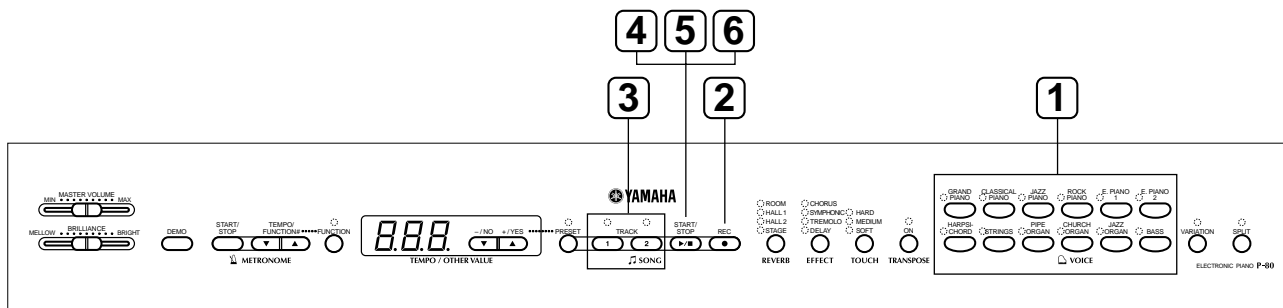 4 5 6
3 2 1
YAMAHA
MASTER VOLUME
MIN MAX
BRILLIANCE
MELLOW BRIGHT
DEMO
START/
STOP
TEMPO/
FUNCTION#
METRONOME
FUNCTION
8.8.8.
– / NO + / YES
TEMPO / OTHER VALUE
PRESET
TRACK
1 2
SONG
START/
STOP
REC
ROOM
HALL 1
HALL 2
STAGE
REVERB
CHORUS
SYMPHONIC
TREMOLO
DELAY
EFFECT
HARD
MEDIUM
SOFT
TOUCH
ON
TRANSPOSE
GRAND
PIANO
CLASSICAL
PIANO
JAZZ
PIANO
ROCK
PIANO
E. PIANO
1
E. PIANO
2
HARPSI-
CHORD
STRINGS
PIPE
ORGAN
CHURCH
ORGAN
JAZZ
ORGAN
BASS
VOICE
VARIATION
SPLIT
ELECTRONIC PIANO P-80